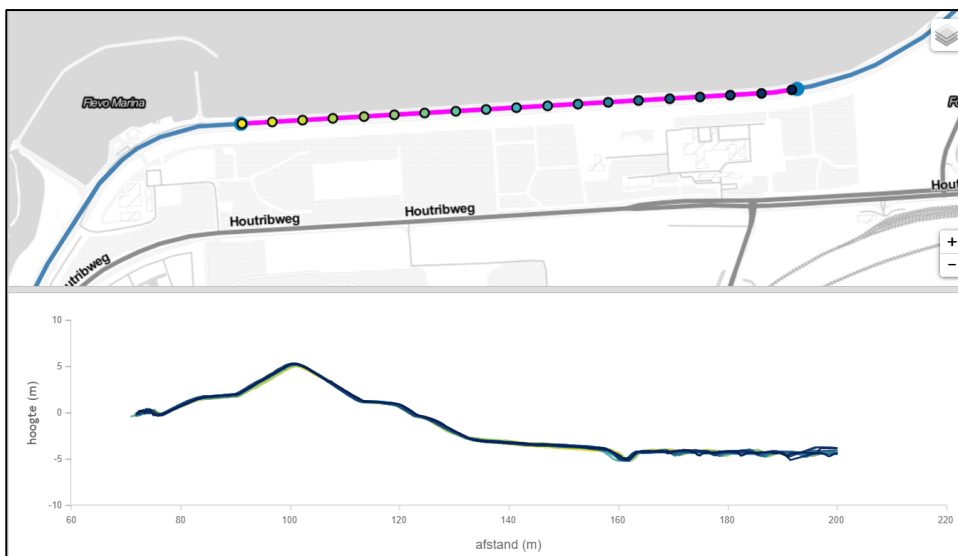 Flevo Marina
Houtribweg
Houtribweg
Hout
utribweg
+
−
10
5
0
-5
-10
hoogte (m)
60
80
100
120
140
160
180
200
220
afstand (m)